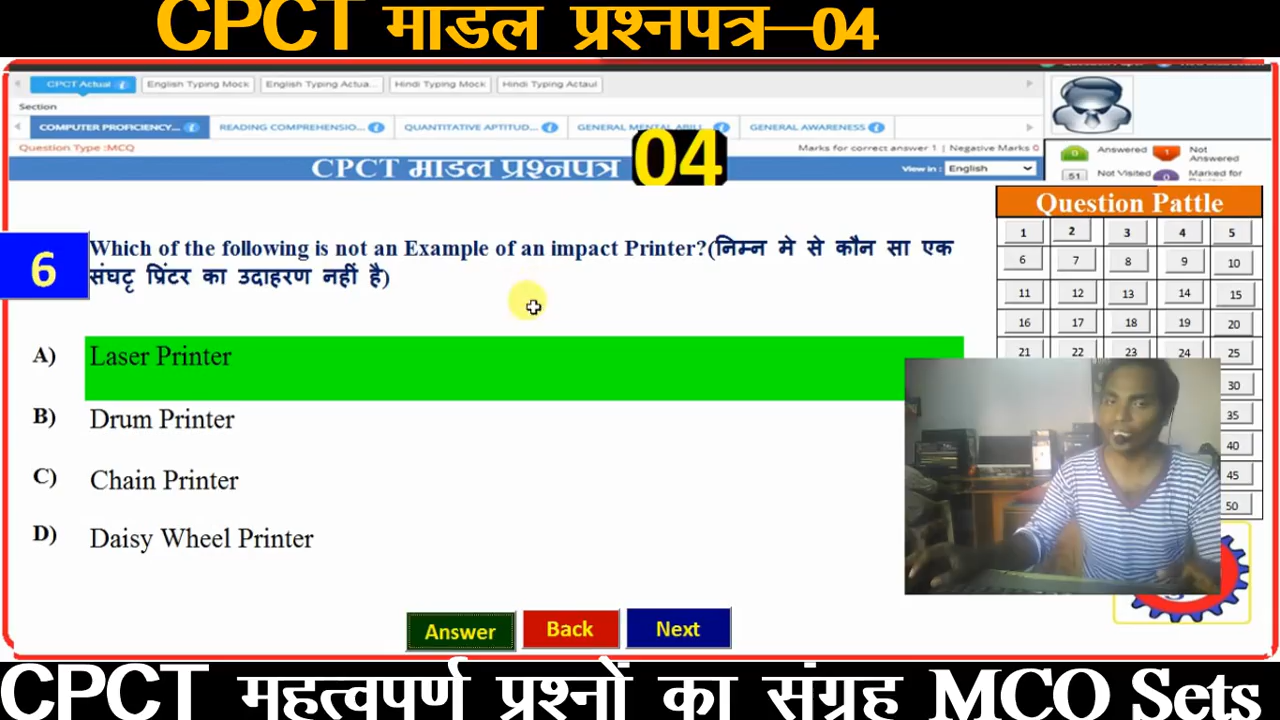 CPCT माडल प्रश्नपत्र–04
CPCT Actual English Typing Mock English Typing Actua... Hindi Typing Mock Hindi Typing Actaul
Section
COMPUTER PROFICIENCY... READING COMPREHENSIO... QUANTITATIVE APTITUD... GENERAL MENTAL ABILI... GENERAL AWARENESS
Question Type :MCQ Marks for correct answer 1 | Negative Marks 0
CPCT माडल प्रश्नपत्र 04 View in : English
0 Answered 1 Not Answered
51 Not Visited 0 Marked for
Question Pattle
1 2 3 4 5
6 7 8 9 10
11 12 13 14 15
16 17 18 19 20
21 22 23 24 25
30
35
40
45
50
6 Which of the following is not an Example of an impact Printer?(निम्न मे से कौन सा एक
संघटृ प्रिंटर का उदाहरण नहीं है)
A) Laser Printer
B) Drum Printer
C) Chain Printer
D) Daisy Wheel Printer
Answer Back Next
CPCT महत्वपर्ण प्रश्नों का संग्रह MCQ Sets